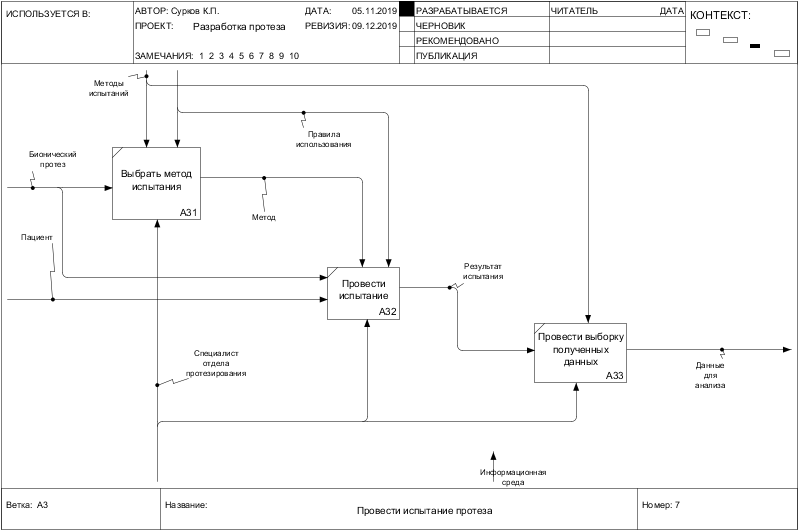 ИСПОЛЬЗУЕТСЯ В:
АВТОР: Сурков К.П.
ДАТА: 05.11.2019
ПРОЕКТ: Разработка протеза
РЕВИЗИЯ: 09.12.2019
ЗАМЕЧАНИЯ: 1 2 3 4 5 6 7 8 9 10
РАЗРАБАТЫВАЕТСЯ
ЧЕРНОВИК
РЕКОМЕНДОВАНО
ПУБЛИКАЦИЯ
ЧИТАТЕЛЬ
ДАТА
КОНТЕКСТ:
Методы
испытаний
Правила
использования
Бионический
протез
Выбрать метод
испытания
A31
Метод
Пациент
Провести
испытание
A32
Результат
испытания
Провести выборку
полученных
данных
A33
Специалист
отдела
протезирования
Данные
для
анализа
Информационная
среда
Ветка: A3
Название:
Провести испытание протеза
Номер: 7